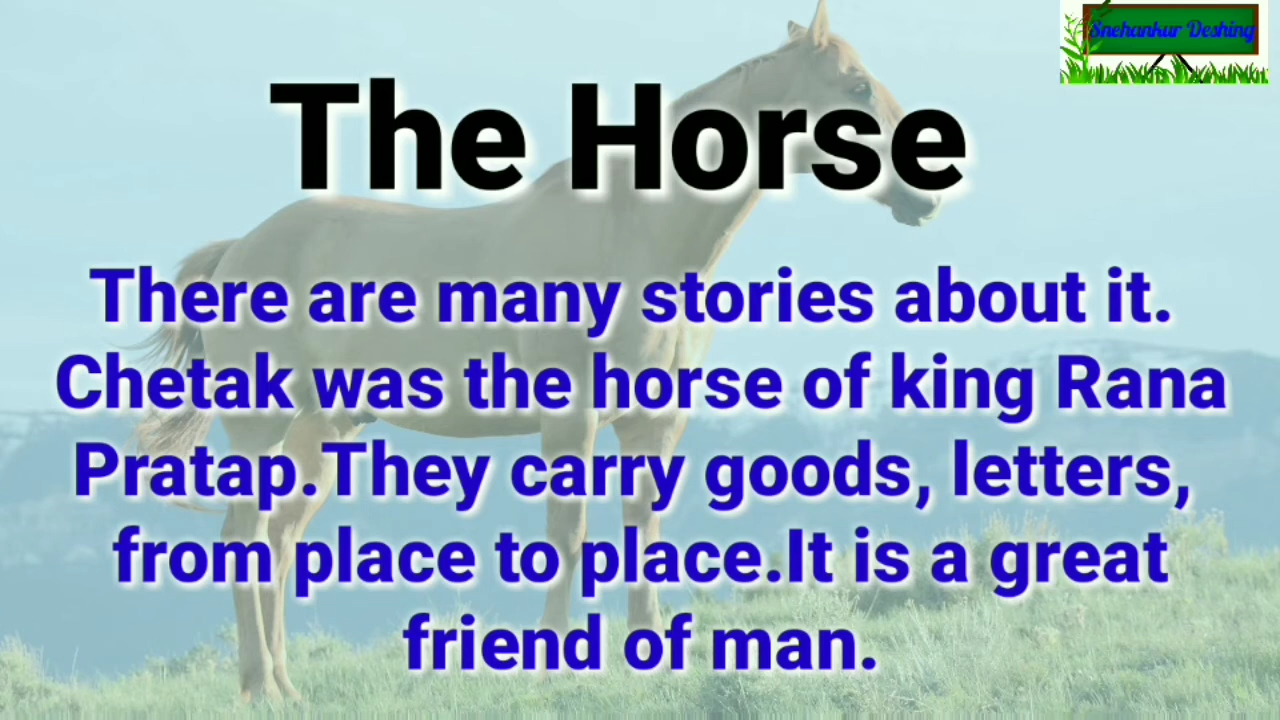 Snehankur Deshing
The Horse
There are many stories about it.
Chetak was the horse of king Rana
Pratap.They carry goods, letters,
from place to place.It is a great
friend of man.